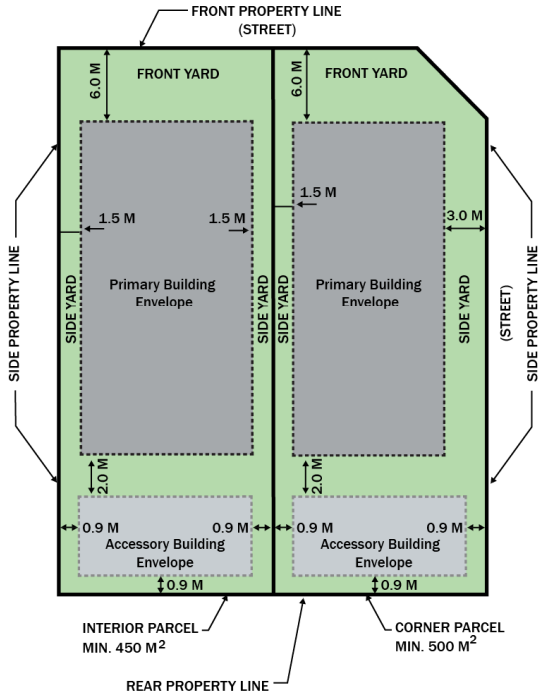 FRONT PROPERTY LINE
(STREET)
6.0 M
FRONT YARD
6.0 M
FRONT YARD
1.5 M
1.5 M
1.5 M
3.0 M
SIDE PROPERTY LINE
SIDE YARD
Primary Building
Envelope
SIDE YARD
SIDE YARD
Primary Building
Envelope
SIDE YARD
(STREET)
SIDE PROPERTY LINE
2.0 M
2.0 M
0.9 M
0.9 M
0.9 M
0.9 M
Accessory Building
Envelope
Accessory Building
Envelope
0.9 M
0.9 M
INTERIOR PARCEL
MIN. 450 M2
CORNER PARCEL
MIN. 500 M2
REAR PROPERTY LINE